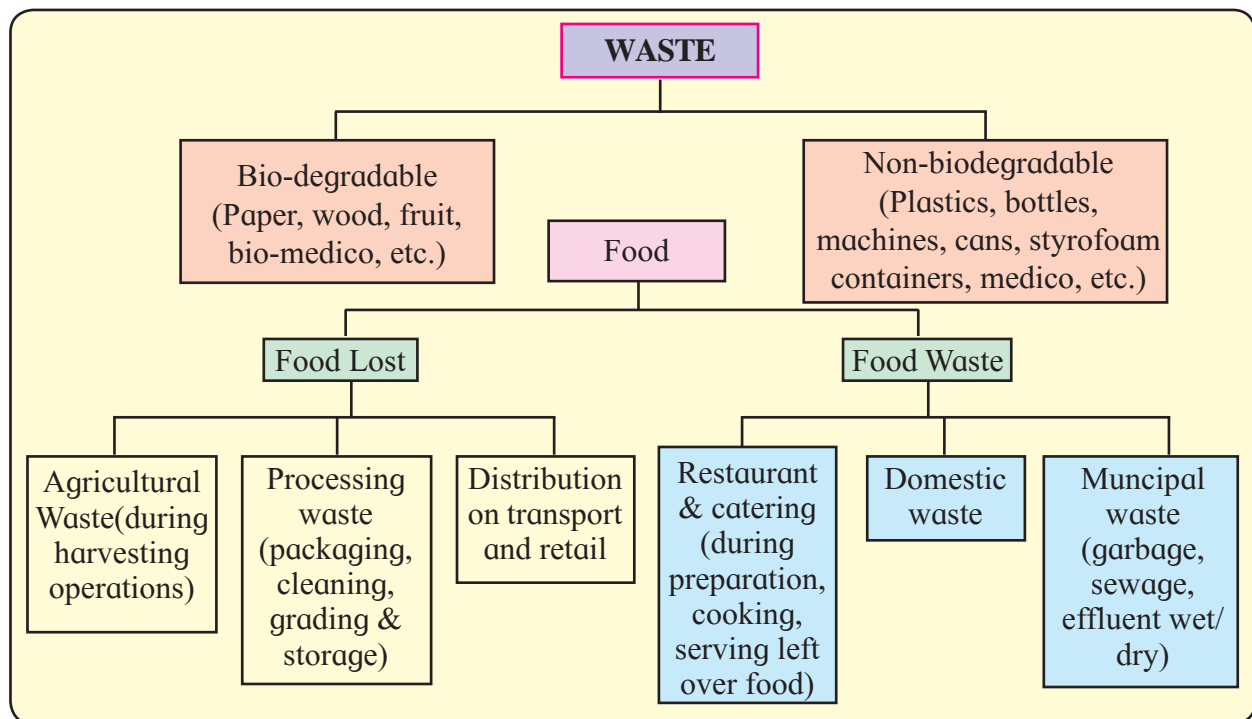 WASTE
Bio-degradable
(Paper, wood, fruit,
bio-medico, etc.)
Non-biodegradable
(Plastics, bottles,
machines, cans, styrofoam
containers, medico, etc.)
Food
Food Lost
Food Waste
Agricultural
Waste(during
harvesting
operations)
Processing
waste
(packaging,
cleaning,
grading &
storage)
Distribution
on transport
and retail
Restaurant
& catering
(during
preparation,
cooking,
serving left
over food)
Domestic
waste
Muncipal
waste
(garbage,
sewage,
effluent wet/
dry)